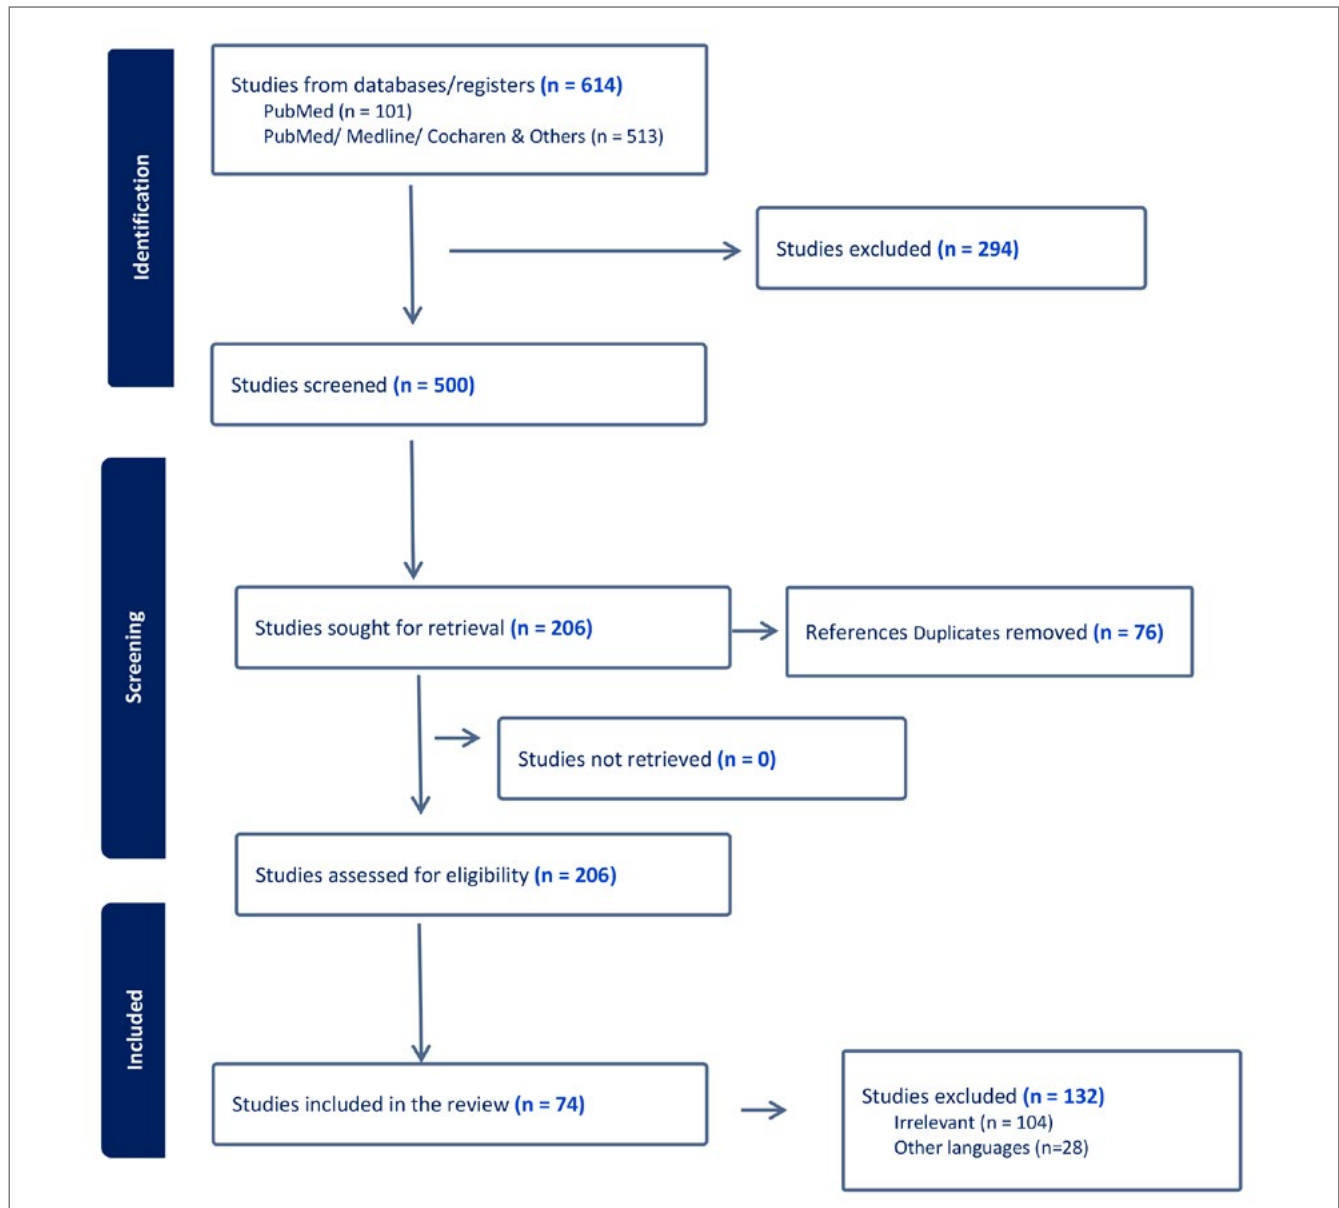 Identification
Studies from databases/registers (n = 614)
PubMed (n = 101)
PubMed/ Medline/ Cocharen & Others (n = 513)
Studies excluded (n = 294)
Studies screened (n = 500)
Screening
Studies sought for retrieval (n = 206)
References Duplicates removed (n = 76)
Studies not retrieved (n = 0)
Studies assessed for eligibility (n = 206)
Included
Studies included in the review (n = 74)
Studies excluded (n = 132)
Irrelevant (n = 104)
Other languages (n=28)